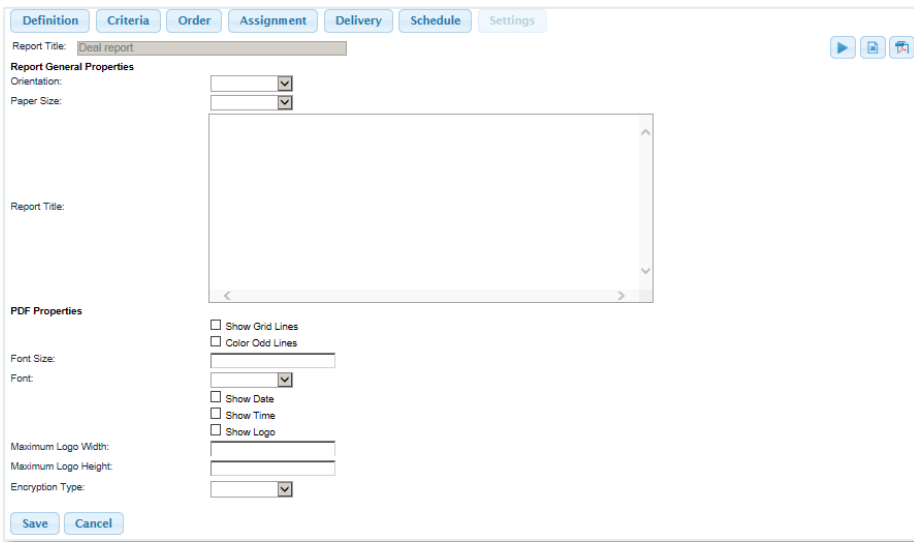 Definition Criteria Order Assignment Delivery Schedule Settings
Report Title: Deal report
Report General Properties
Orientation:
Paper Size:
Report Title:
PDF Properties
Show Grid Lines
Color Odd Lines
Font Size:
Font:
Show Date
Show Time
Show Logo
Maximum Logo Width:
Maximum Logo Height:
Encryption Type:
Save Cancel